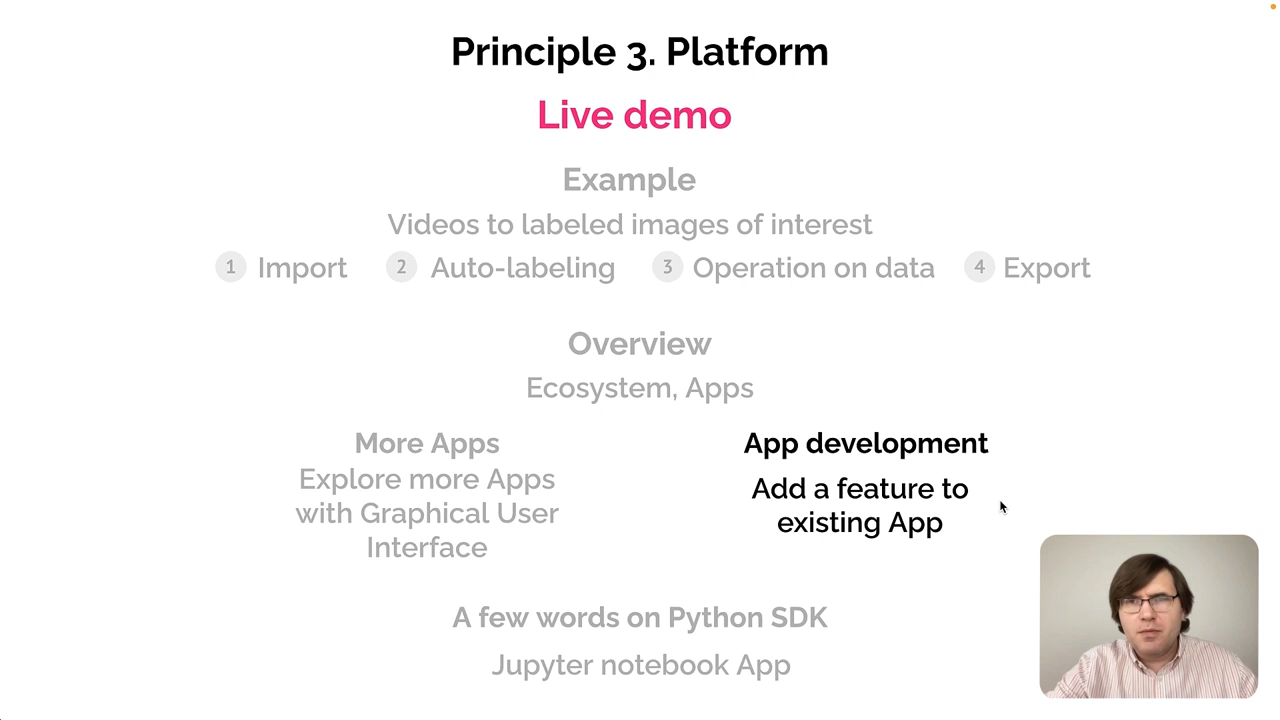 Principle 3. Platform
Live demo
Example
Videos to labeled images of interest
1 Import 2 Auto-labeling 3 Operation on data 4 Export
Overview
Ecosystem, Apps
More Apps
Explore more Apps
with Graphical User
Interface
App development
Add a feature to
existing App
A few words on Python SDK
Jupyter notebook App